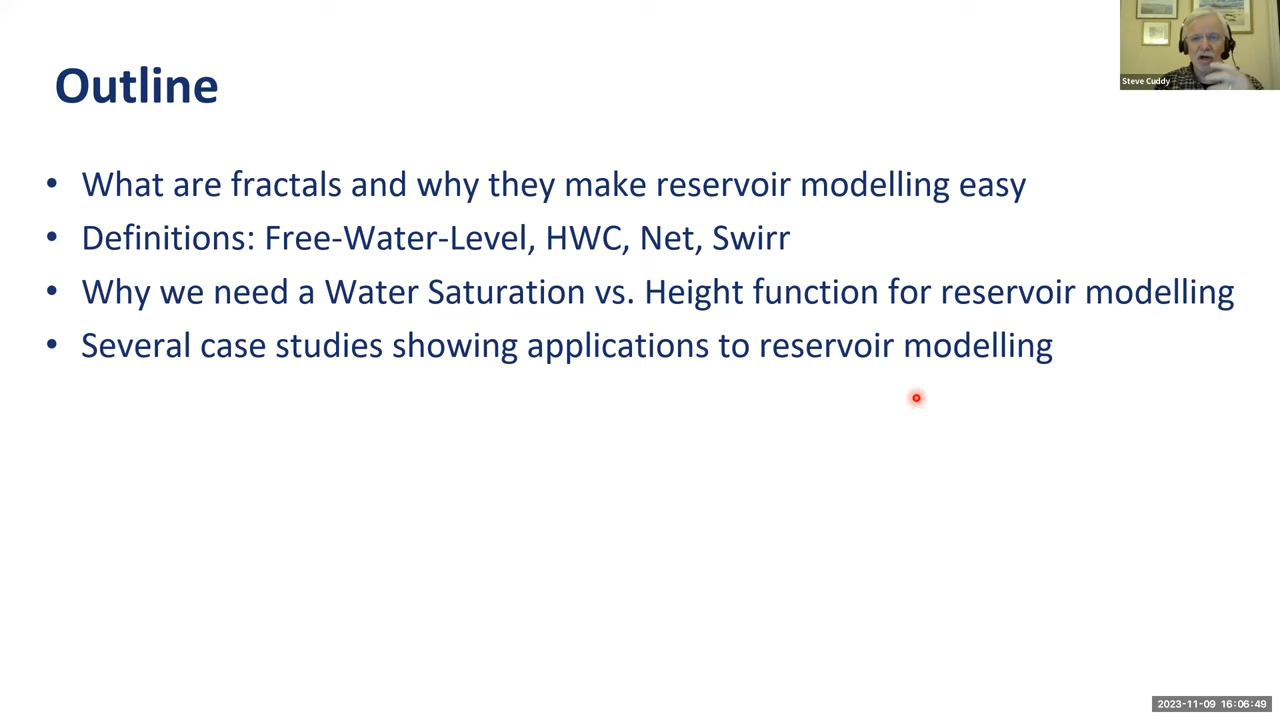 Outline
• What are fractals and why they make reservoir modelling easy
• Definitions: Free-Water-Level, HWC, Net, Swirr
• Why we need a Water Saturation vs. Height function for reservoir modelling
• Several case studies showing applications to reservoir modelling
Steve Cuddy
2023-11-09 16:06:49